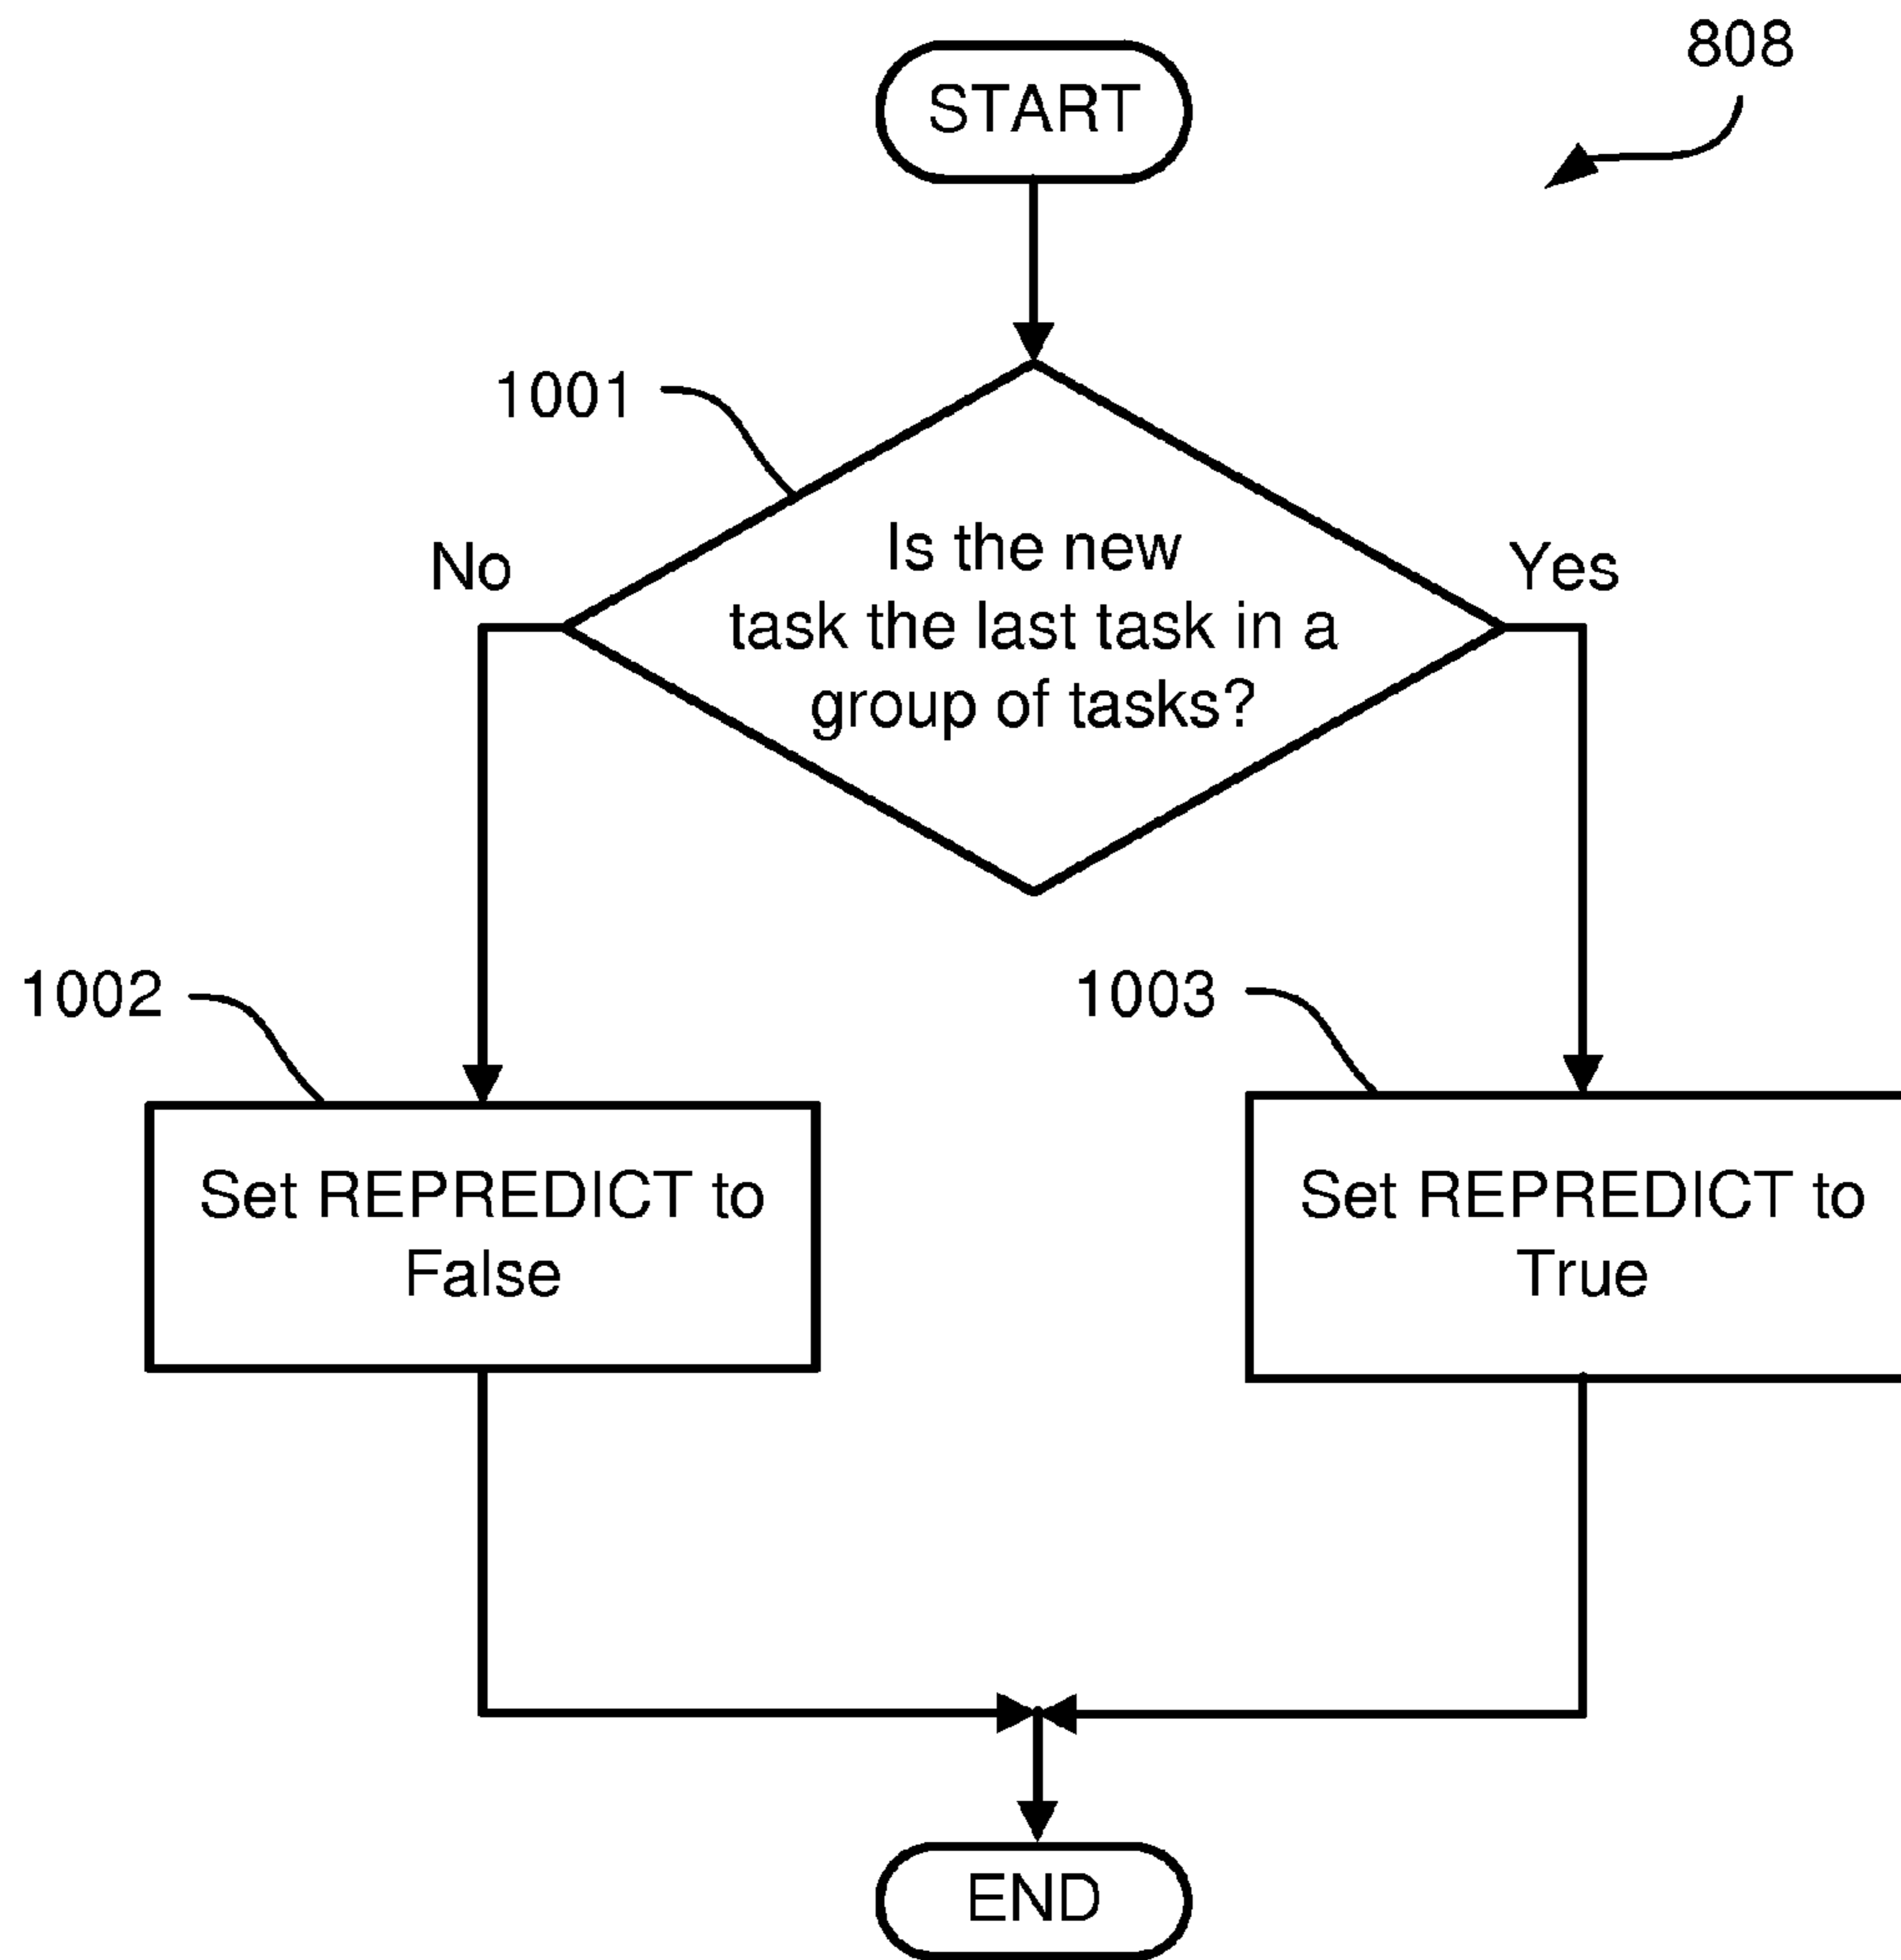 808
START
1001
No
Yes
Is the new
task the last task in a
group of tasks?
1002
1003
Set REPREDICT to
False
Set REPREDICT to
True
END